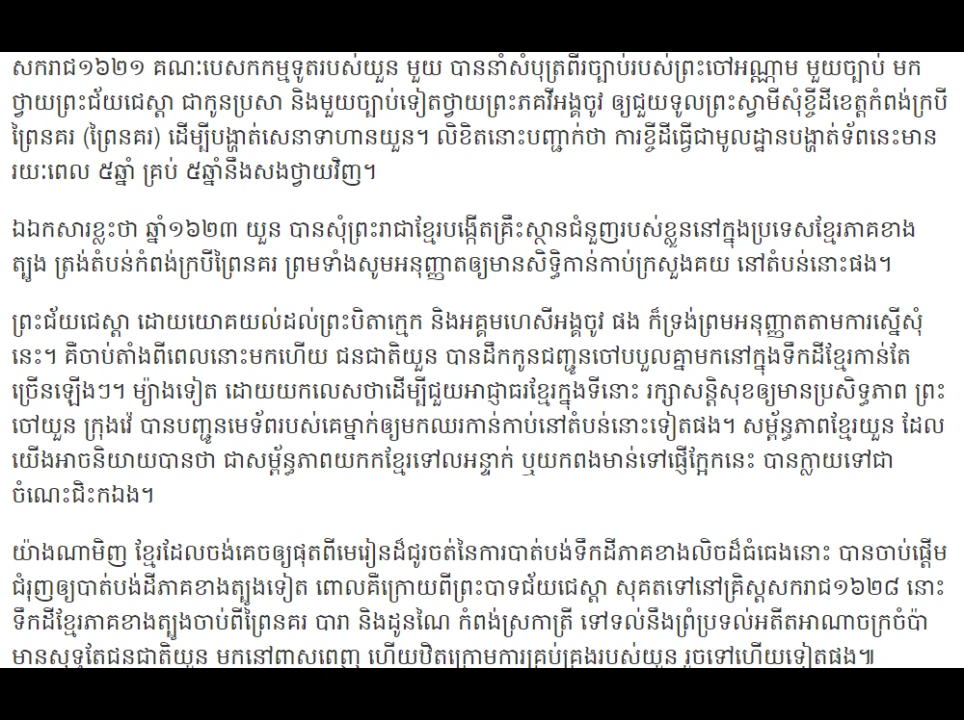 សករាជ១៦២១ គណៈបេសកកម្មទូតរបស់យួន មួយ បាននាំសំបុត្រពីរច្បាប់របស់ព្រះចៅអណ្ណាម មួយច្បាប់ មក
ថ្វាយព្រះជ័យជេស្តា ជាកូនប្រសា និងមួយច្បាប់ទៀតថ្វាយព្រះភគវីអង្គចូវ ឲ្យជួយទូលព្រះស្វាមីសុំខ្ចីដីខេត្តកំពង់ក្របី
ព្រៃនគរ (ព្រៃនគរ) ដើម្បីបង្ហាត់សេនាទាហានយួន។ លិខិតនោះបញ្ជាក់ថា ការខ្ចីដីធ្វើជាមូលដ្ឋានបង្ហាត់ទ័ពនេះមាន
រយៈពេល ៥ឆ្នាំ គ្រប់ ៥ឆ្នាំនឹងសងថ្វាយវិញ។
ឯឯកសារខ្លះថា ឆ្នាំ១៦២៣ យួន បានសុំព្រះរាជាខ្មែរបង្កើតគ្រឹះស្ថានជំនួញរបស់ខ្លួននៅក្នុងប្រទេសខ្មែរភាគខាង
ត្បូង ត្រង់តំបន់កំពង់ក្របីព្រៃនគរ ព្រមទាំងសូមអនុញ្ញាតឲ្យមានសិទ្ធិកាន់កាប់ក្រសួងគយ នៅតំបន់នោះផង។
ព្រះជ័យជេស្តា ដោយយោគយល់ដល់ព្រះបិតាក្មេក និងអគ្គមហេសីអង្គចូវ ផង ក៏ទ្រង់ព្រមអនុញ្ញាតតាមការស្នើសុំ
នេះ។ គឺចាប់តាំងពីពេលនោះមកហើយ ជនជាតិយួន បានដឹកកូនជញ្ជូនចៅបបួលគ្នាមកនៅក្នុងទឹកដីខ្មែរកាន់តែ
ច្រើនឡើងៗ។ ម្យ៉ាងទៀត ដោយយកលេសថាដើម្បីជួយអាជ្ញាធរខ្មែរក្នុងទីនោះ រក្សាសន្តិសុខឲ្យមានប្រសិទ្ធភាព ព្រះ
ចៅយួន ក្រុងវ៉េ បានបញ្ជូនមេទ័ពរបស់គេម្នាក់ឲ្យមកឈរកាន់កាប់នៅតំបន់នោះទៀតផង។ សម្ព័ន្ធភាពខ្មែរយួន ដែល
យើងអាចនិយាយបានថា ជាសម្ព័ន្ធភាពយកកខ្មែរទៅលអន្ទាក់ ឬយកពងមាន់ទៅផ្ញើក្អែកនេះ បានក្លាយទៅជា
ចំណេះជិះកឯង។
យ៉ាងណាមិញ ខ្មែរដែលចង់គេចឲ្យផុតពីមេរៀនដ៏ជូរចត់នៃការបាត់បង់ទឹកដីភាគខាងលិចដ៏ធំធេងនោះ បានចាប់ផ្តើម
ជំរុញឲ្យបាត់បង់ដីភាគខាងត្បូងទៀត ពោលគឺក្រោយពីព្រះបាទជ័យជេស្តា សុគតទៅនៅគ្រិស្តសករាជ១៦២៨ នោះ
ទឹកដីខ្មែរភាគខាងត្បូងចាប់ពីព្រៃនគរ បារា និងដូនណៃ កំពង់ស្រកាត្រី ទៅទល់នឹងព្រំប្រទល់អតីតអាណាចក្រចំប៉ា
មានសុទ្ធតែជនជាតិយួន មកនៅពាសពេញ ហើយឋិតក្រោមការគ្រប់គ្រងរបស់យួន រួចទៅហើយទៀតផង៕